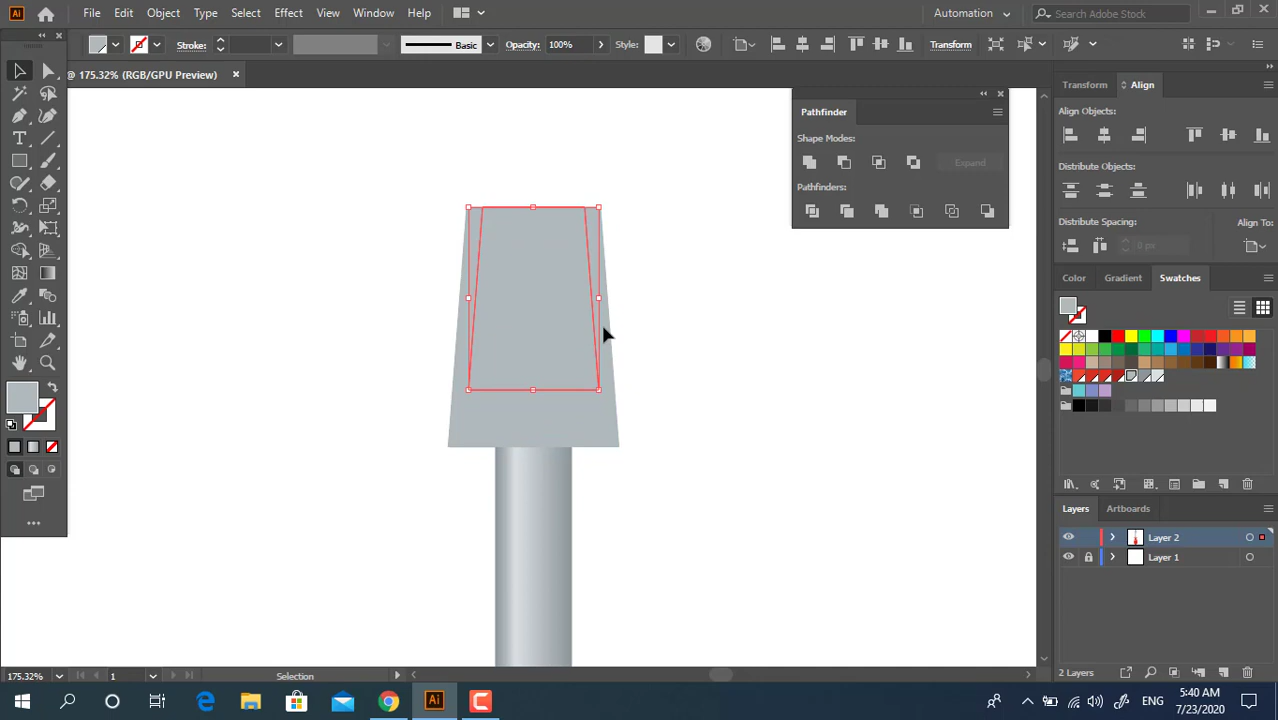 Ai File Edit Object Type Select Effect View Window Help Automation Search Adobe Stock
Stroke: Basic Opacity: 100% Style: Transform
@ 175.32% (RGB/GPU Preview)
Pathfinder
Shape Modes:
Expand
Pathfinders:
Transform Align
Align Objects:
Distribute Objects:
Distribute Spacing: Align To:
0 px
Color Gradient Swatches
Layers Artboards
Layer 2
Layer 1
2 Layers
175.32% 1 Selection
Ai ENG 5:40 AM
7/23/2020